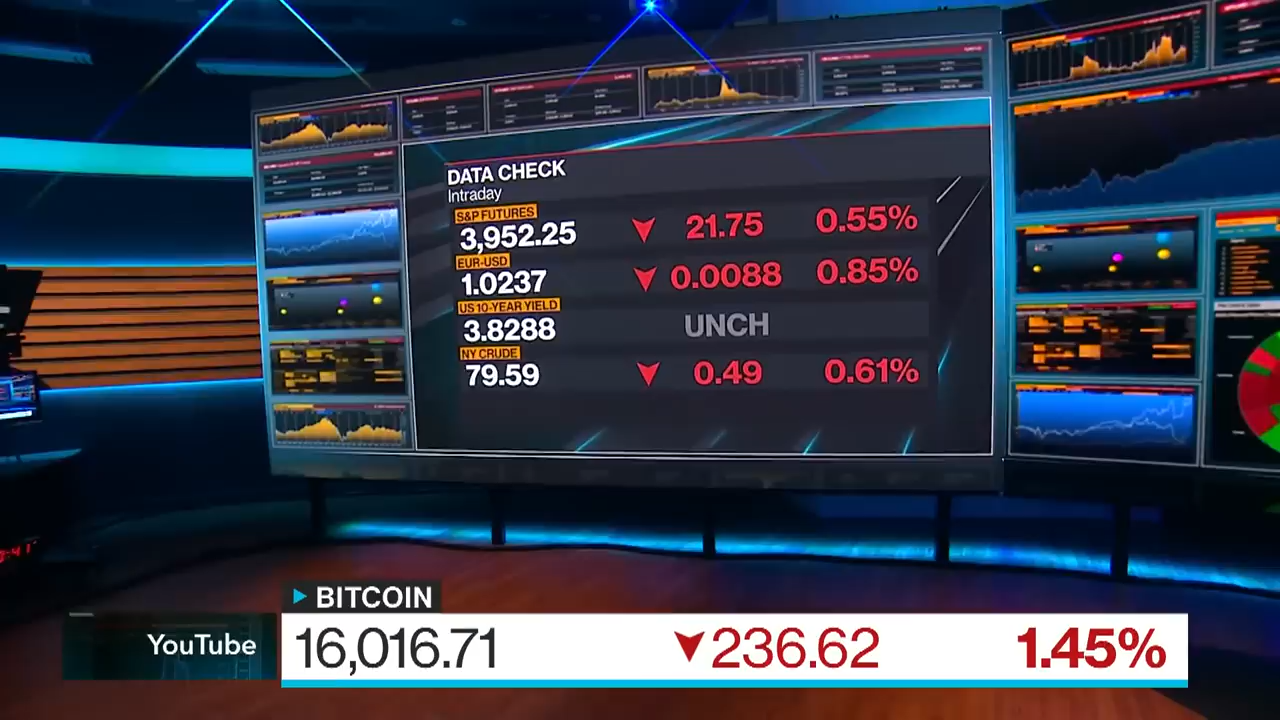 DATA CHECK
Intraday
S&P FUTURES
3,952.25 21.75 0.55%
EUR-USD
1.0237 0.0088 0.85%
US 10-YEAR YIELD
3.8288 UNCH
NY CRUDE
79.59 0.49 0.61%
BITCOIN
YouTube 16,016.71 236.62 1.45%